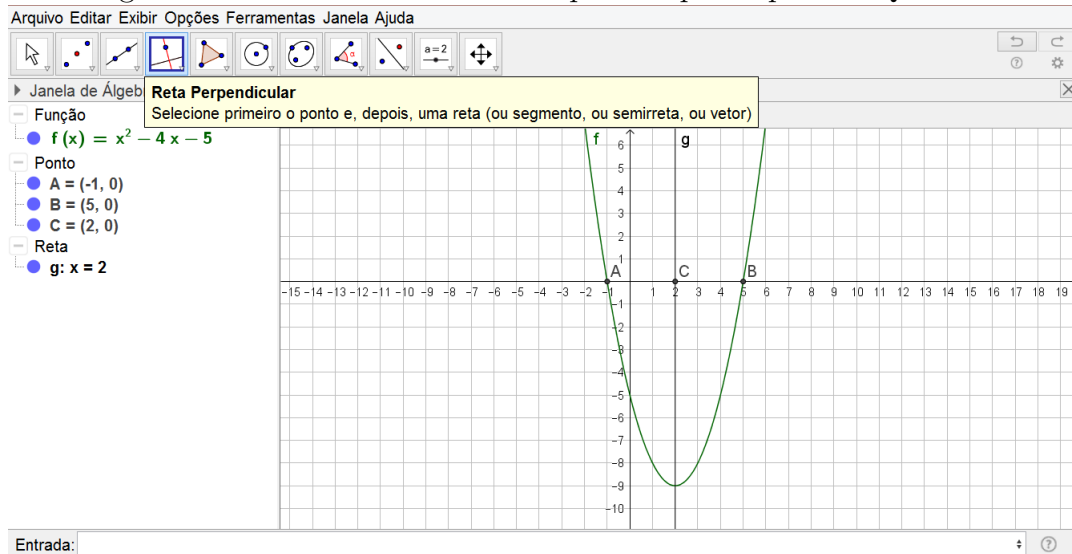 Arquivo Editar Exibir Opções Ferramentas Janela Ajuda
α
a=2
Janela de Álgeb
Reta Perpendicular
Selecione primeiro o ponto e, depois, uma reta (ou segmento, ou semirreta, ou vetor)
Função
f (x) = x² − 4 x − 5
Ponto
A = (-1, 0)
B = (5, 0)
C = (2, 0)
Reta
g: x = 2
f
g
6
5
4
3
2
1
A C B
−15 −14 −13 −12 −11 −10 −9 −8 −7 −6 −5 −4 −3 −2 −1 1 2 3 4 5 6 7 8 9 10 11 12 13 14 15 16 17 18 19
−1
−2
−3
−4
−5
−6
−7
−8
−9
−10
Entrada: